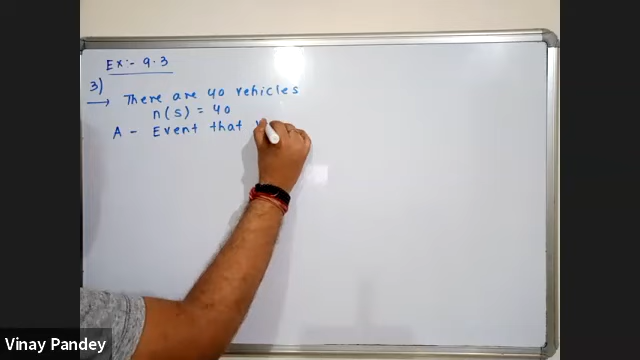 Ex:- 9.3
3)
→ There are 40 vehicles
n(s) = 40
A - Event that
Vinay Pandey